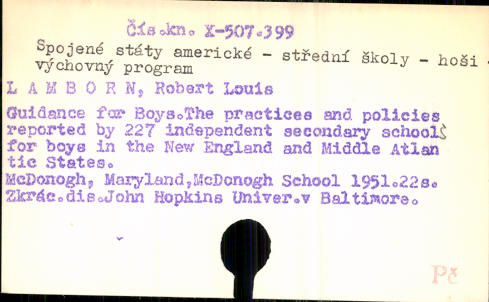 Čís.kn. X-507.399
Spojené státy americké - střední školy - hoši -
výchovný program
L A M B O R N, Robert Louis
Guidance for Boys.The practices and policies
reported by 227 independent secondary schools
for boys in the New England and Middle Atlan
tic States.
McDonogh, Maryland,McDonogh School 1951.22s.
Zkrác.dis.John Hopkins Univer.v Baltimore.
Pč